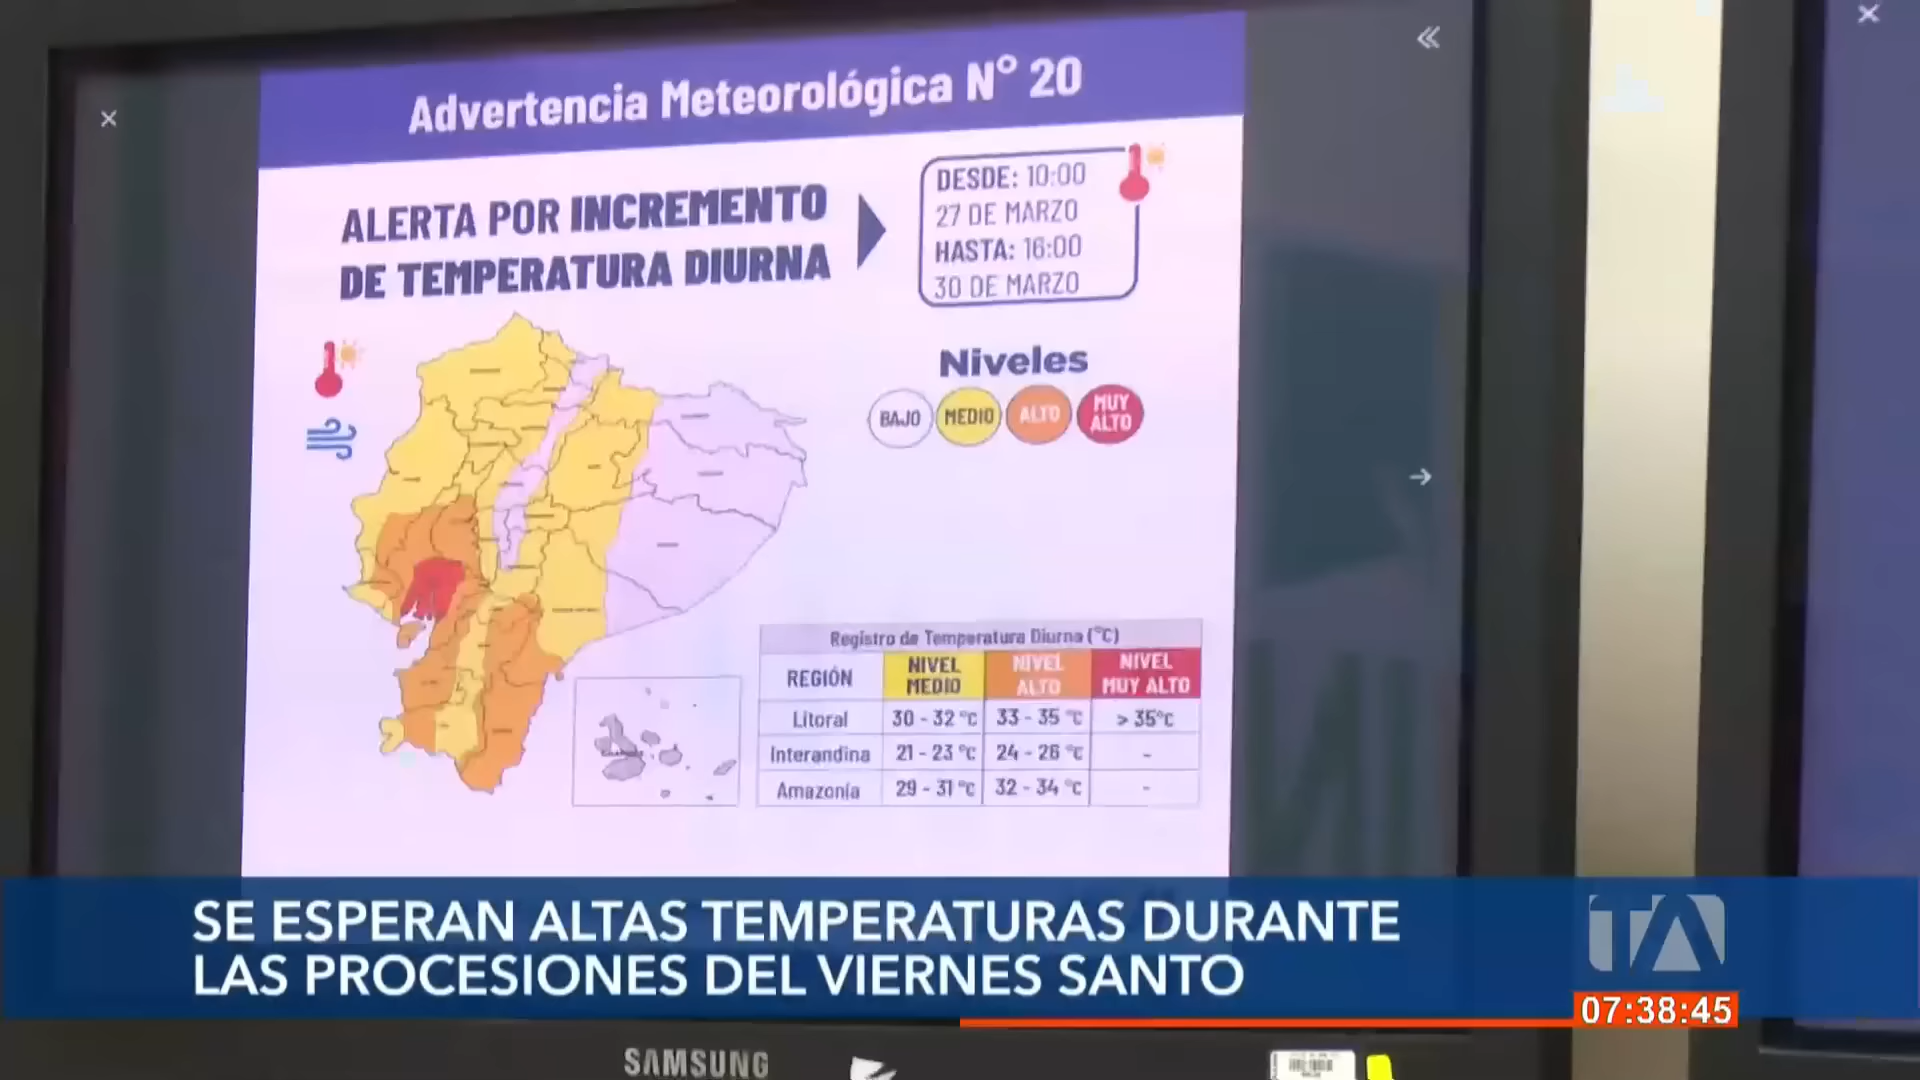 Advertencia Meteorológica N° 20
ALERTA POR INCREMENTO
DE TEMPERATURA DIURNA
DESDE: 10:00
27 DE MARZO
HASTA: 16:00
30 DE MARZO
Niveles
BAJO
MEDIO
ALTO
MUY
ALTO
Registro de Temperatura Diurna (°C)
REGIÓN
NIVEL
MEDIO
NIVEL
ALTO
NIVEL
MUY ALTO
Litoral 30 - 32 °C 33 - 35 °C > 35°C
Interandina 21 - 23 °C 24 - 26 °C -
Amazonía 29 - 31 °C 32 - 34 °C -
SE ESPERAN ALTAS TEMPERATURAS DURANTE
LAS PROCESIONES DEL VIERNES SANTO
TA
07:38:45
SAMSUNG